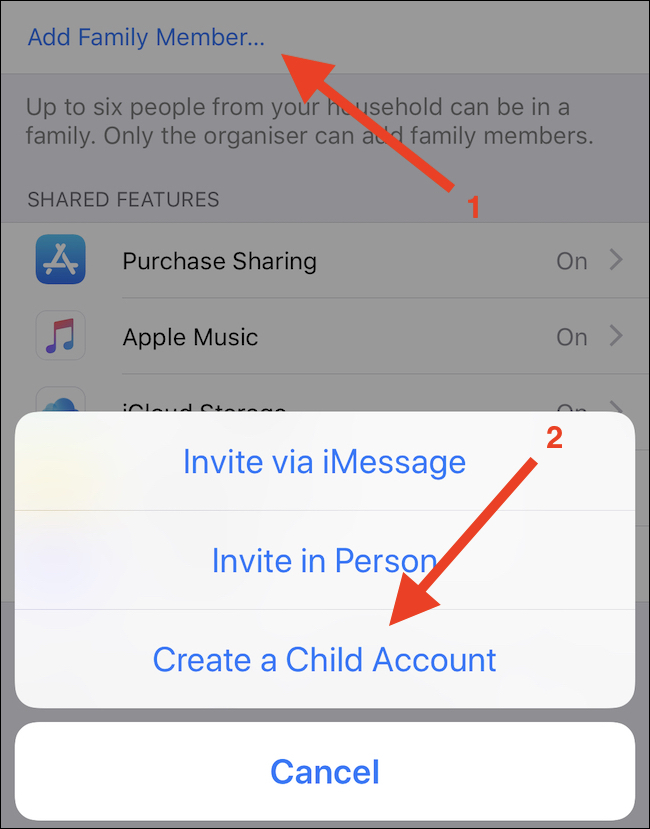 Add Family Member...
Up to six people from your household can be in a
family. Only the organiser can add family members.
1
SHARED FEATURES
Purchase Sharing On
Apple Music On
iCloud Storage On
2
Invite via iMessage
Invite in Person
Create a Child Account
Cancel